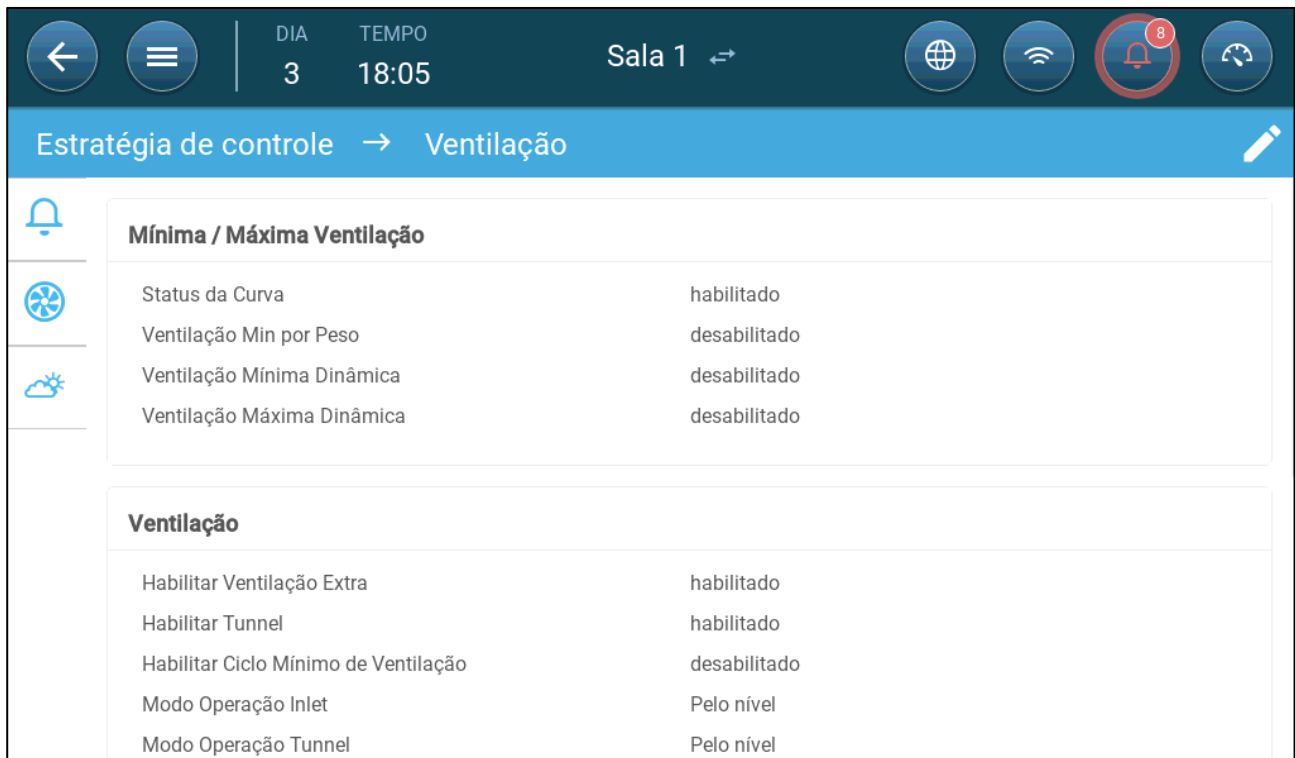 DIA TEMPO
3 18:05
Sala 1
8
Estratégia de controle → Ventilação
Mínima / Máxima Ventilação
Status da Curva habilitado
Ventilação Min por Peso desabilitado
Ventilação Mínima Dinâmica desabilitado
Ventilação Máxima Dinâmica desabilitado
Ventilação
Habilitar Ventilação Extra habilitado
Habilitar Tunnel habilitado
Habilitar Ciclo Mínimo de Ventilação desabilitado
Modo Operação Inlet Pelo nível
Modo Operação Tunnel Pelo nível